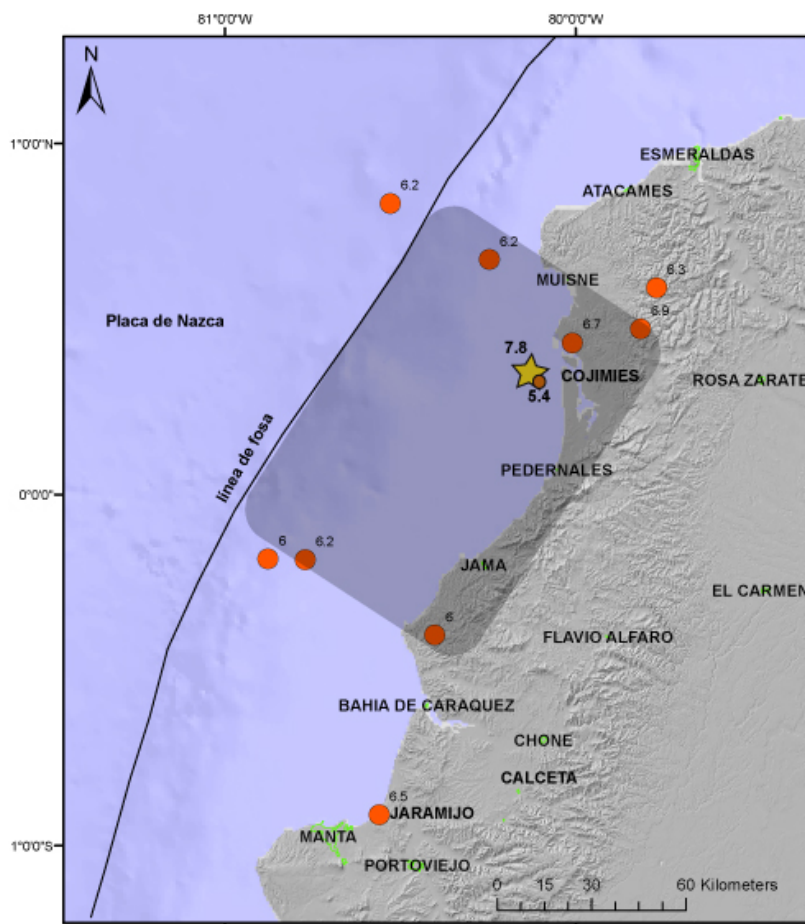 81°0'0"W
80°0'0"W
N
1°0'0"N
ESMERALDAS
ATACAMES
6.2
6.2
MUISNE
6.3
Placa de Nazca
6.9
6.7
7.8
COJIMIES
ROSA ZARATE
5.4
linea de fosa
PEDERNALES
0°0'0"
6
6.2
JAMA
EL CARMEN
6
FLAVIO ALFARO
BAHIA DE CARAQUEZ
CHONE
CALCETA
6.5
JARAMIJO
MANTA
1°0'0"S
PORTOVIEJO
0 15 30 60 Kilometers